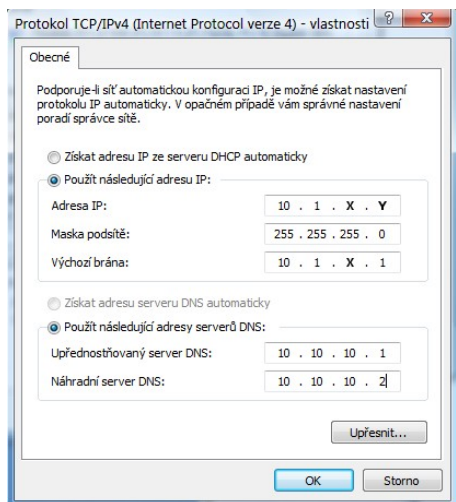 Protokol TCP/IPv4 (Internet Protocol verze 4) - vlastnosti
Obecné
Podporuje-li síť automatickou konfiguraci IP, je možné získat nastavení
protokolu IP automaticky. V opačném případě vám správné nastavení
poradí správce sítě.
Získat adresu IP ze serveru DHCP automaticky
Použít následující adresu IP:
Adresa IP: 10 . 1 . X . Y
Maska podsítě: 255 . 255 . 255 . 0
Výchozí brána: 10 . 1 . X . 1
Získat adresu serveru DNS automaticky
Použít následující adresy serverů DNS:
Upřednostňovaný server DNS: 10 . 10 . 10 . 1
Náhradní server DNS: 10 . 10 . 10 . 2
Upřesnit...
OK Storno